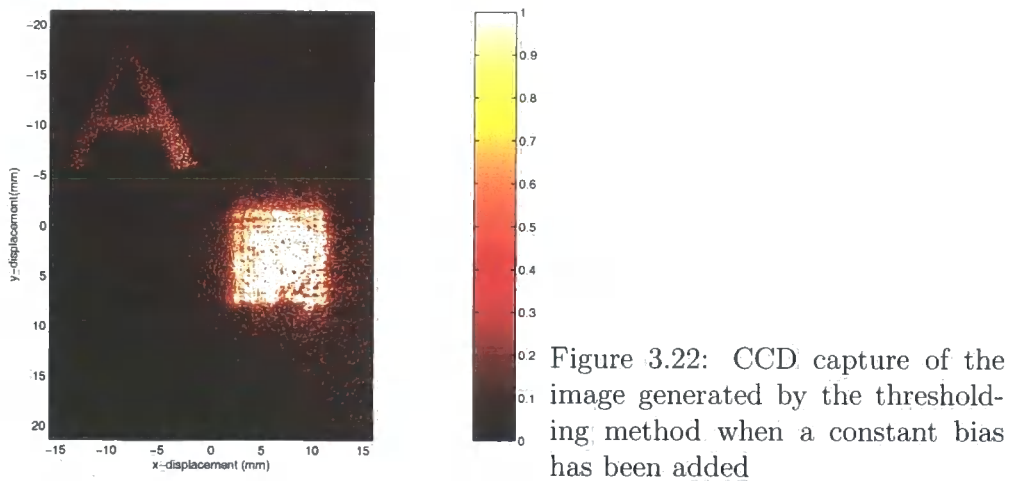 -20
-15
-10
-5
0
5
10
15
20
y-displacement(mm)
A
-15 -10 -5 0 5 10 15
x-displacement (mm)
1
0.9
0.8
0.7
0.6
0.5
0.4
0.3
0.2
0.1
0
Figure 3.22: CCD capture of the
image generated by the threshold-
ing method when a constant bias
has been added